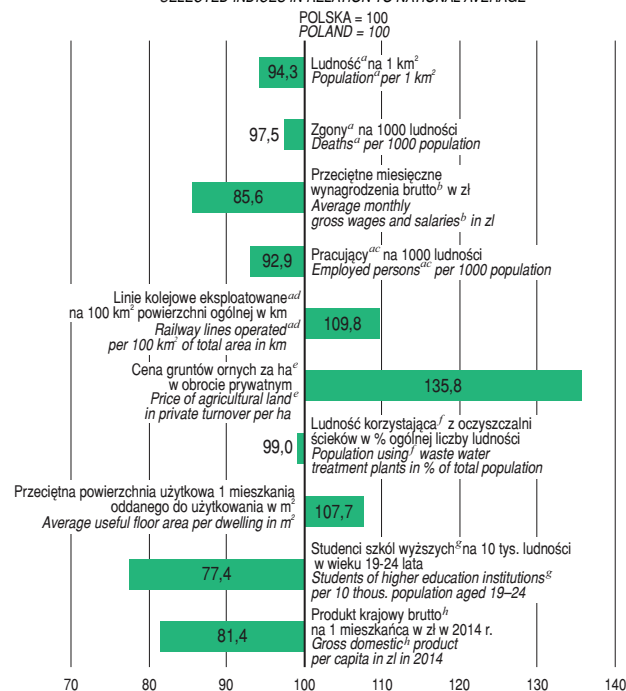 SELECTED INDICES IN RELATION TO NATIONAL AVERAGE
POLSKA = 100
POLAND = 100
94,3
Ludnośćᵃ na 1 km²
Populationᵃ per 1 km²
97,5
Zgonyᵃ na 1000 ludności
Deathsᵃ per 1000 population
85,6
Przeciętne miesięczne
wynagrodzenia bruttoᵇ w zł
Average monthly
gross wages and salariesᵇ in zl
92,9
Pracującyᵃᶜ na 1000 ludności
Employed personsᵃᶜ per 1000 population
Linie kolejowe eksploatowaneᵃᵈ
na 100 km² powierzchni ogólnej w km
Railway lines operatedᵃᵈ
per 100 km² of total area in km
109,8
Cena gruntów ornych za haᵉ
w obrocie prywatnym
Price of agricultural landᵉ
in private turnover per ha
135,8
99,0
Ludność korzystającaᶠ z oczyszczalni
ścieków w % ogólnej liczby ludności
Population usingᶠ waste water
treatment plants in % of total population
Przeciętna powierzchnia użytkowa 1 mieszkania
oddanego do użytkowania w m²
Average useful floor area per dwelling in m²
107,7
77,4
Studenci szkół wyższychᵍ na 10 tys. ludności
w wieku 19-24 lata
Students of higher education institutionsᵍ
per 10 thous. population aged 19–24
81,4
Produkt krajowy bruttoʰ
na 1 mieszkańca w zł w 2014 r.
Gross domesticʰ product
per capita in zl in 2014
70 80 90 100 110 120 130 140